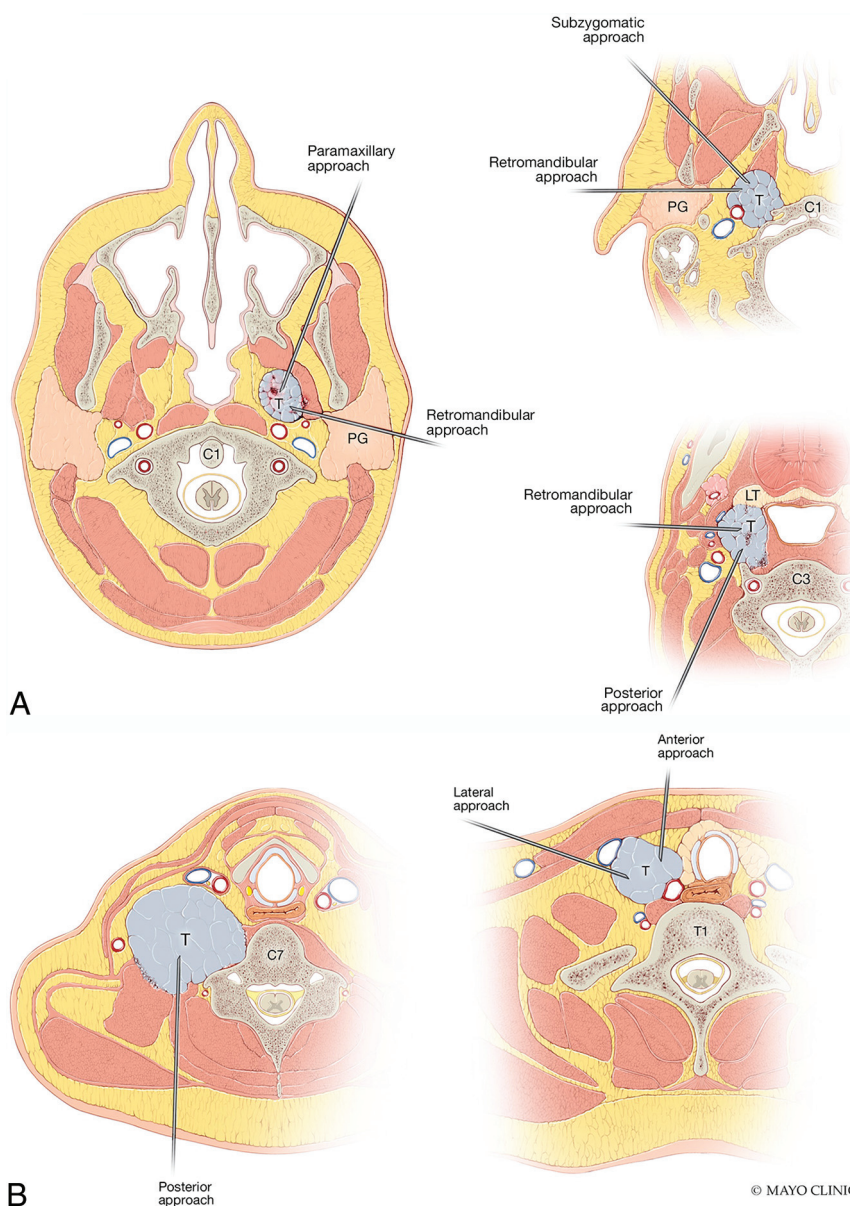 Paramaxillary
approach
T
Retromandibular
approach
PG
C1
Subzygomatic
approach
Retromandibular
approach
PG
T
C1
Retromandibular
approach
LT
T
C3
Posterior
approach
A
T
C7
Posterior
approach
Anterior
approach
Lateral
approach
T
T1
B
© MAYO CLINIC